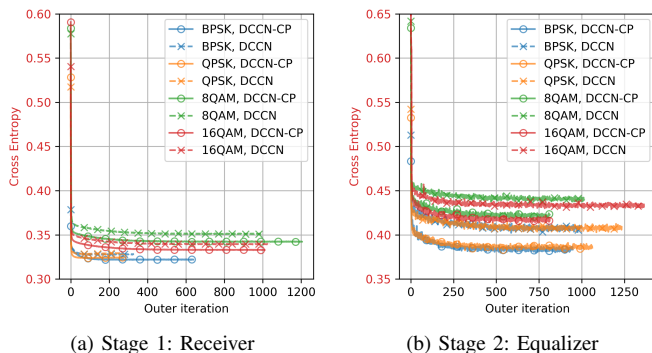 0.60
0.55
0.50
0.45
0.40
0.35
0.30
Cross Entropy
0 200 400 600 800 1000 1200
Outer iteration
BPSK, DCCN-CP
BPSK, DCCN
QPSK, DCCN-CP
QPSK, DCCN
8QAM, DCCN-CP
8QAM, DCCN
16QAM, DCCN-CP
16QAM, DCCN
(a) Stage 1: Receiver
0.65
0.60
0.55
0.50
0.45
0.40
0.35
Cross Entropy
0 250 500 750 1000 1250
Outer iteration
BPSK, DCCN-CP
BPSK, DCCN
QPSK, DCCN-CP
QPSK, DCCN
8QAM, DCCN-CP
8QAM, DCCN
16QAM, DCCN-CP
16QAM, DCCN
(b) Stage 2: Equalizer